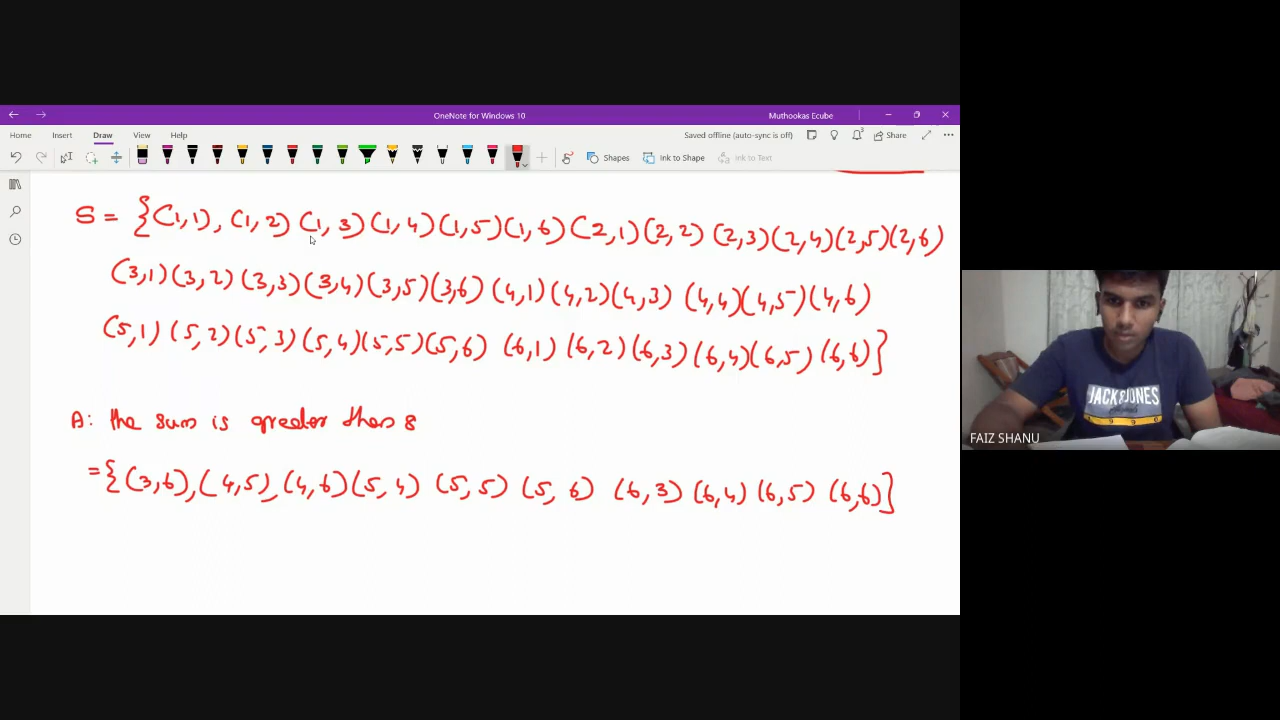 OneNote for Windows 10
Muthookas Ecube
Home Insert Draw View Help
Saved offline (auto-sync is off)
Share
Shapes
Ink to Shape
Ink to Text
S = {(1,1), (1,2) (1,3) (1,4) (1,5) (1,6) (2,1) (2,2) (2,3) (2,4) (2,5) (2,6)
(3,1) (3,2) (3,3) (3,4) (3,5) (3,6) (4,1) (4,2) (4,3) (4,4) (4,5) (4,6)
(5,1) (5,2) (5,3) (5,4) (5,5) (5,6) (6,1) (6,2) (6,3) (6,4) (6,5) (6,6)}
A: the sum is greater than 8
= {(3,6), (4,5), (4,6) (5,4) (5,5) (5,6) (6,3) (6,4) (6,5) (6,6)}
JACK&JONES
FAIZ SHANU